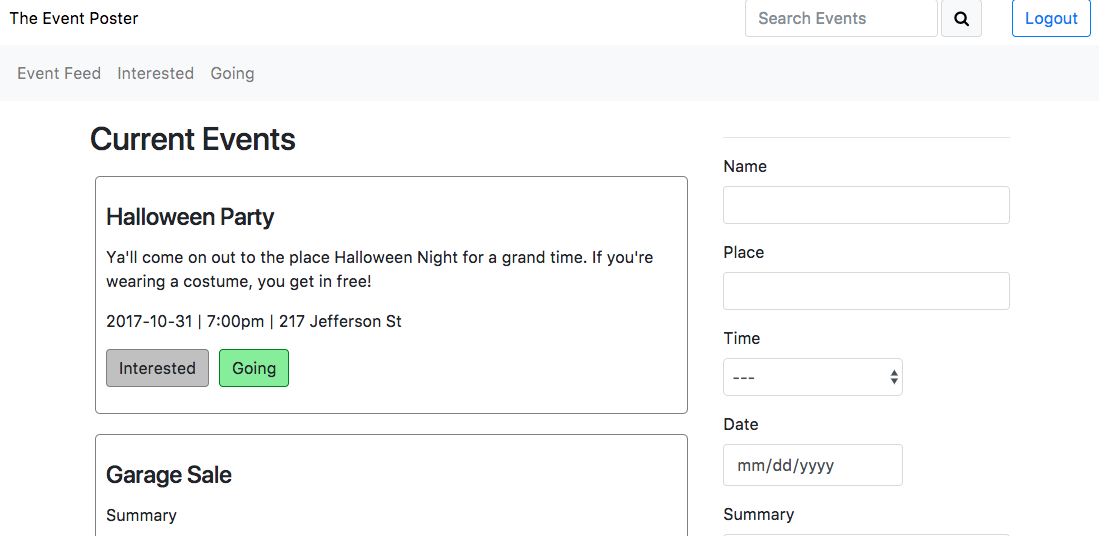 The Event Poster
Search Events
Logout
Event Feed Interested Going
Current Events
Halloween Party
Ya'll come on out to the place Halloween Night for a grand time. If you're
wearing a costume, you get in free!
2017-10-31 | 7:00pm | 217 Jefferson St
Interested Going
Garage Sale
Summary
Name
Place
Time
---
Date
mm/dd/yyyy
Summary